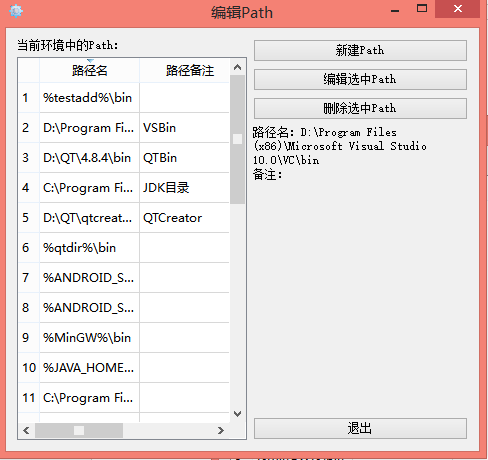 编辑Path
当前环境中的Path:
路径名 路径备注
1 %testadd%\bin
2 D:\Program Fi... VSBin
3 D:\QT\4.8.4\bin QTBin
4 C:\Program Fi... JDK目录
5 D:\QT\qtcreat... QTCreator
6 %qtdir%\bin
7 %ANDROID_S...
8 %ANDROID_S...
9 %MinGW%\bin
10 %JAVA_HOME...
11 C:\Program Fi...
新建Path
编辑选中Path
删除选中Path
路径名: D:\Program Files
(x86)\Microsoft Visual Studio
10.0\VC\bin
备注:
退出